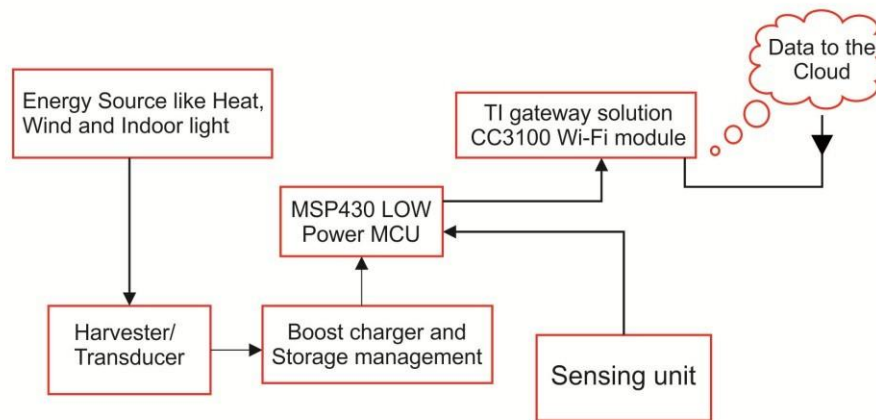 Data to the
Cloud
Energy Source like Heat,
Wind and Indoor light
TI gateway solution
CC3100 Wi-Fi module
MSP430 LOW
Power MCU
Harvester/
Transducer
Boost charger and
Storage management
Sensing unit